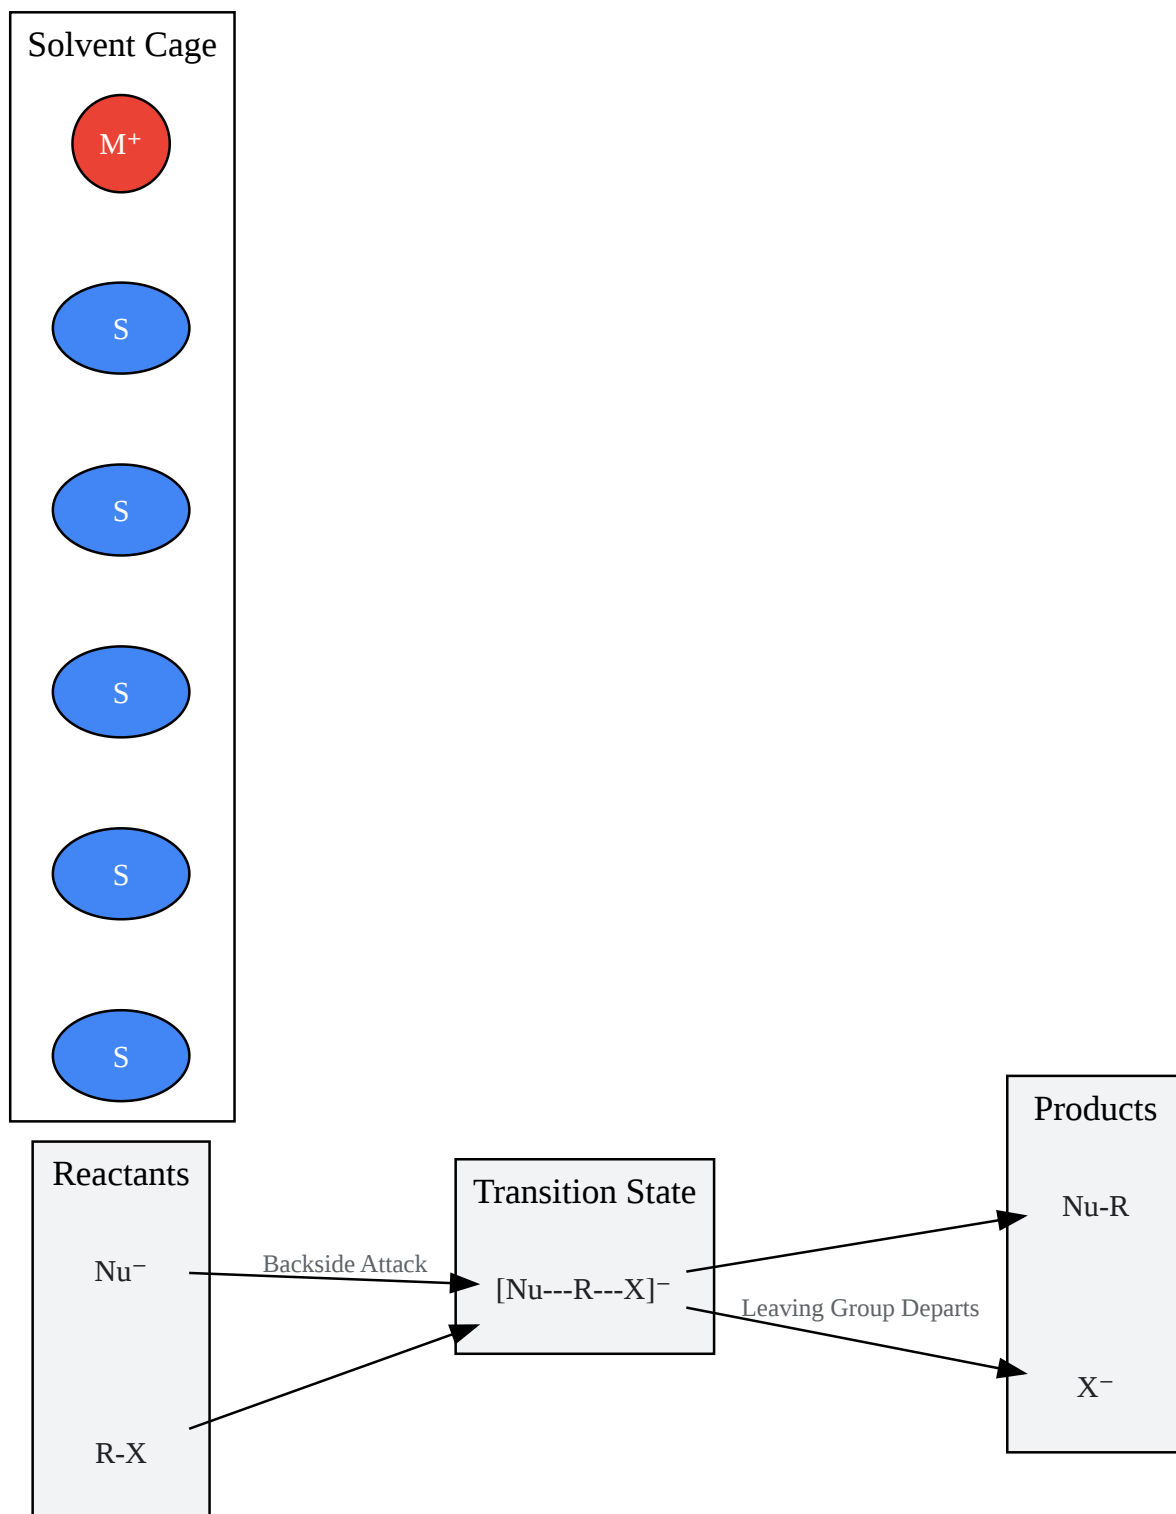 Solvent Cage
M⁺
S
S
S
S
S
Reactants
Nu⁻
R-X
Backside Attack
Transition State
[Nu---R---X]⁻
Leaving Group Departs
Products
Nu-R
X⁻